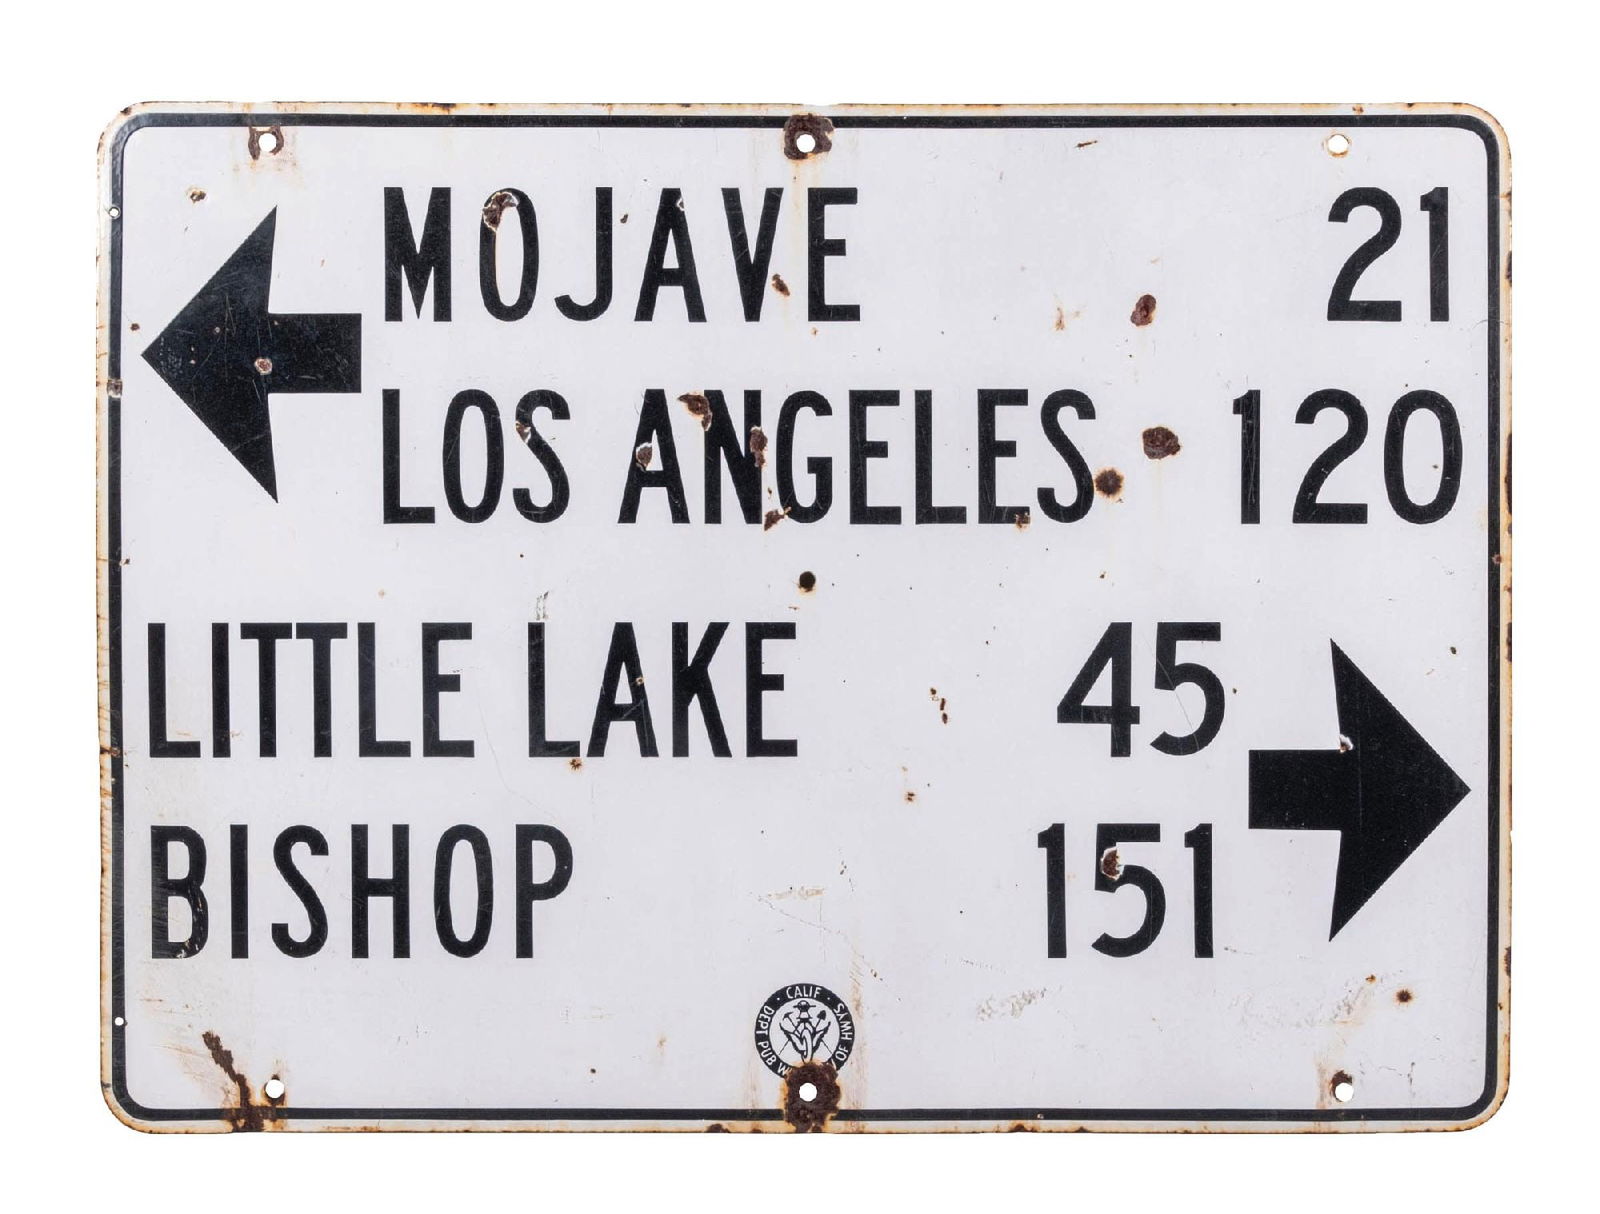 MOJAVE 21
LOS ANGELES 120
LITTLE LAKE 45
BISHOP 151
CALIF · DEPT PUB OF HWYS